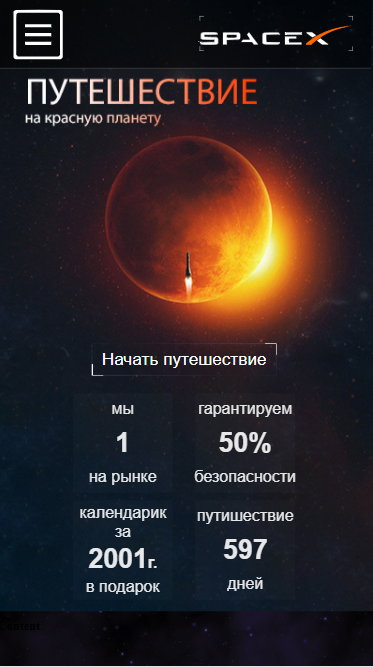 SPACEX
ПУТЕШЕСТВИЕ
на красную планету
Начать путешествие
мы
1
на рынке
гарантируем
50%
безопасности
календарик
за
2001г.
в подарок
путишествие
597
дней